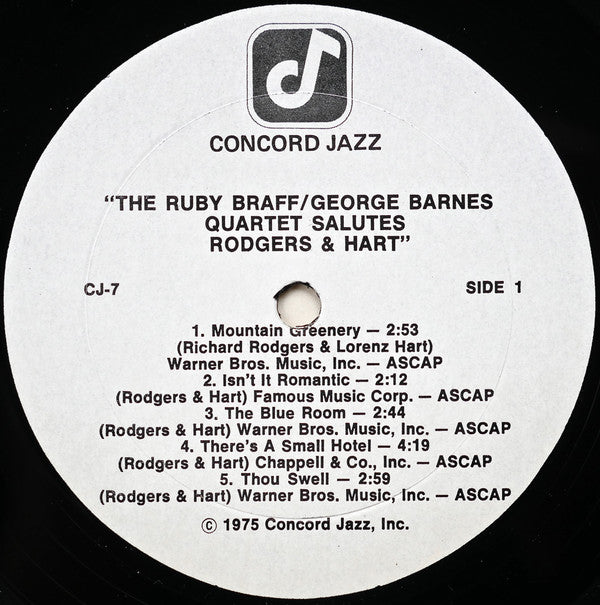 CONCORD JAZZ
"THE RUBY BRAFF/GEORGE BARNES
QUARTET SALUTES
RODGERS & HART"
CJ-7
SIDE 1
1. Mountain Greenery — 2:53
(Richard Rodgers & Lorenz Hart)
Warner Bros. Music, Inc. — ASCAP
2. Isn't It Romantic — 2:12
(Rodgers & Hart) Famous Music Corp. — ASCAP
3. The Blue Room — 2:44
(Rodgers & Hart) Warner Bros. Music, Inc. — ASCAP
4. There's A Small Hotel — 4:19
(Rodgers & Hart) Chappell & Co., Inc. — ASCAP
5. Thou Swell — 2:59
(Rodgers & Hart) Warner Bros. Music, Inc. — ASCAP
© 1975 Concord Jazz, Inc.